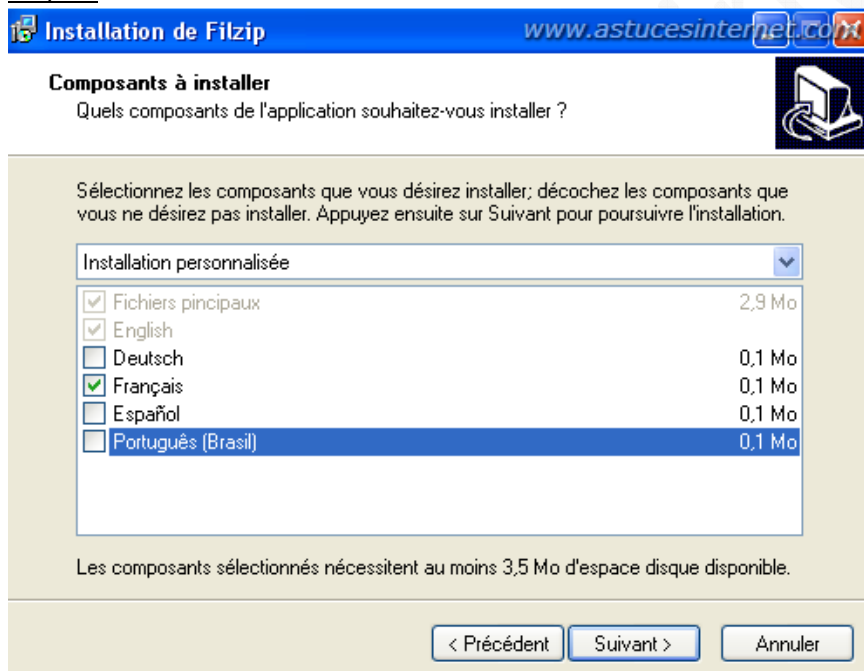 Installation de Filzip
www.astucesinternet.com
Composants à installer
Quels composants de l'application souhaitez-vous installer ?
Sélectionnez les composants que vous désirez installer; décochez les composants que
vous ne désirez pas installer. Appuyez ensuite sur Suivant pour poursuivre l'installation.
Installation personnalisée
Fichiers pincipaux 2,9 Mo
English
Deutsch 0,1 Mo
Français 0,1 Mo
Español 0,1 Mo
Português (Brasil) 0,1 Mo
Les composants sélectionnés nécessitent au moins 3,5 Mo d'espace disque disponible.
< Précédent Suivant > Annuler